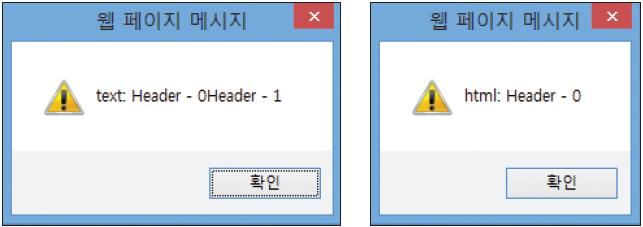 웹 페이지 메시지
text: Header - 0Header - 1
확인
웹 페이지 메시지
html: Header - 0
확인